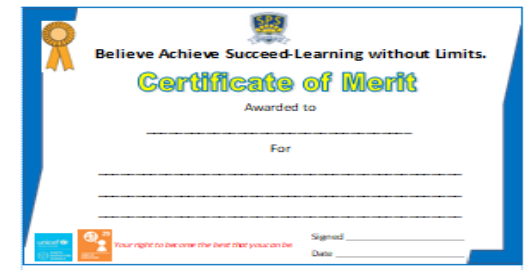 SPS
Believe Achieve Succeed-Learning without Limits.
Certificate of Merit
Awarded to
For
Signed
Date
unicef
29
Your right to become the best that you can be.